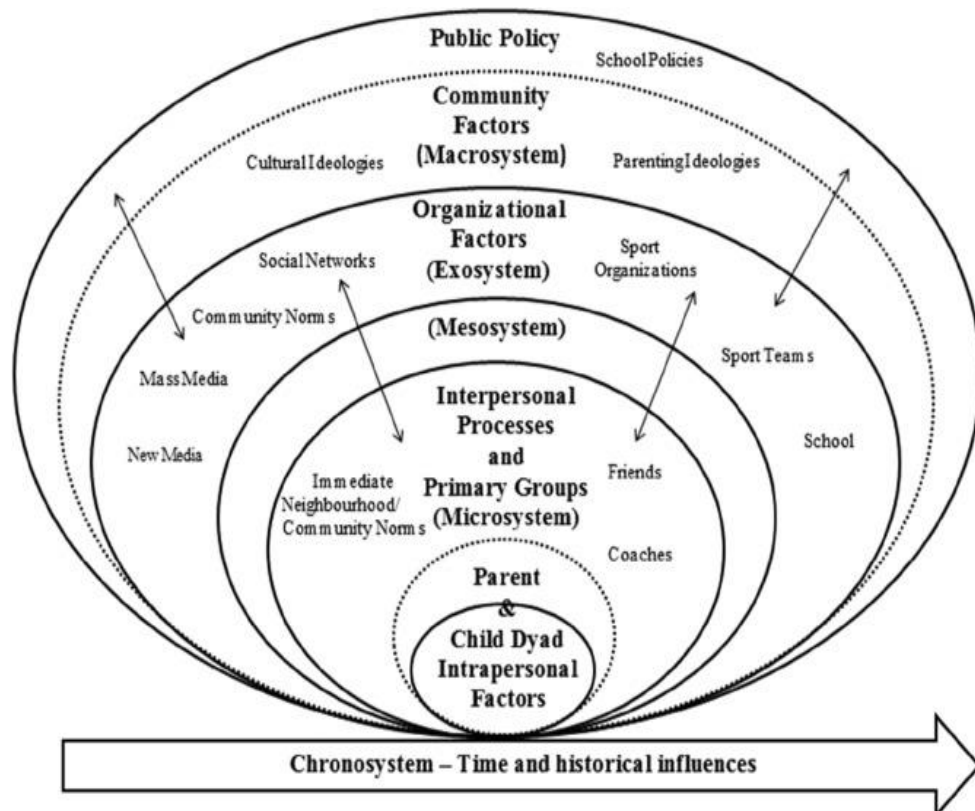 Public Policy
School Policies
Community
Factors
(Macrosystem)
Cultural Ideologies
Parenting Ideologies
Organizational
Factors
(Exosystem)
Social Networks
Sport
Organizations
Community Norms
(Mesosystem)
Sport Teams
Mass Media
Interpersonal
Processes
and
Primary Groups
(Microsystem)
New Media
School
Immediate
Neighbourhood/
Community Norms
Friends
Coaches
Parent
&
Child Dyad
Intrapersonal
Factors
Chronosystem – Time and historical influences